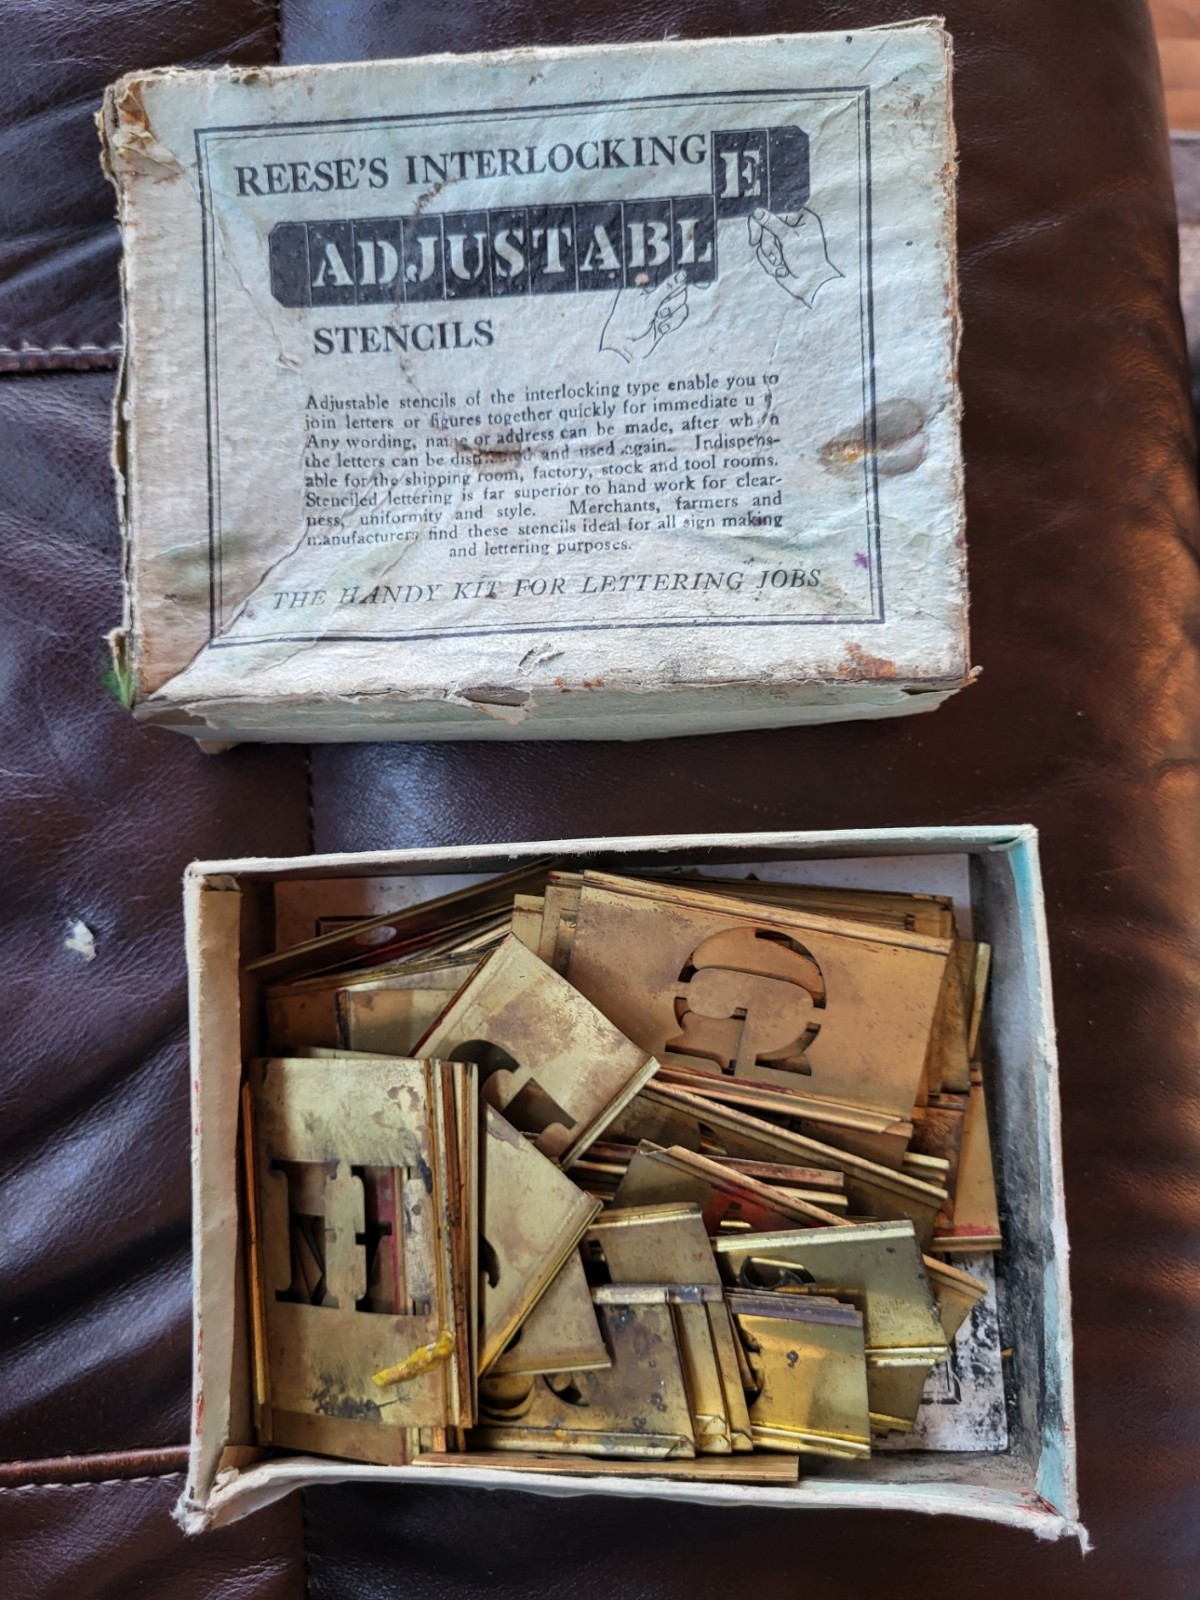 REESE'S INTERLOCKING
ADJUSTABLE
STENCILS
Adjustable stencils of the interlocking type enable you to
join letters or figures together quickly for immediate
Any wording, name or address can be made, after
the letters can be and used again. Indispens-
able for the shipping room, factory, stock and tool rooms.
Stenciled lettering is far superior to hand work for clear-
ness, uniformity and style. Merchants, farmers and
manufacturers find these stencils ideal for all sign making
and lettering purposes.
THE HANDY KIT FOR LETTERING JOBS